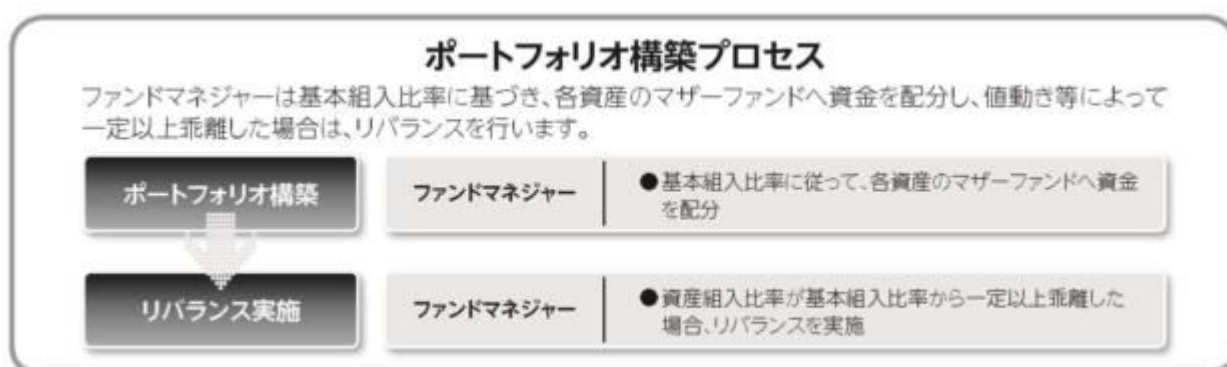 ポートフォリオ構築プロセス
ファンドマネジャーは基本組入比率に基づき、各資産のマザーファンドへ資金を配分し、値動き等によって
一定以上乖離した場合は、リバランスを行います。
ポートフォリオ構築
ファンドマネジャー
●基本組入比率に従って、各資産のマザーファンドへ資金
を配分
リバランス実施
ファンドマネジャー
●資産組入比率が基本組入比率から一定以上乖離した
場合、リバランスを実施